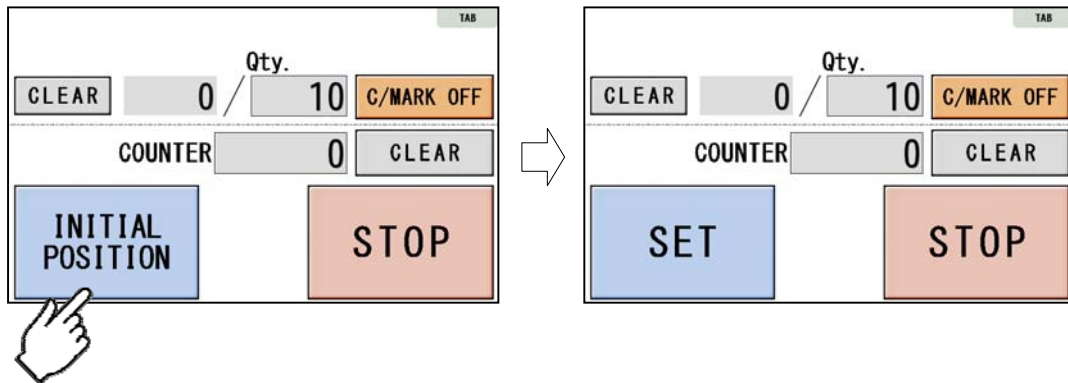 TAB
Qty.
CLEAR 0 / 10 C/MARK OFF
COUNTER 0 CLEAR
INITIAL
POSITION
STOP
TAB
Qty.
CLEAR 0 / 10 C/MARK OFF
COUNTER 0 CLEAR
SET
STOP